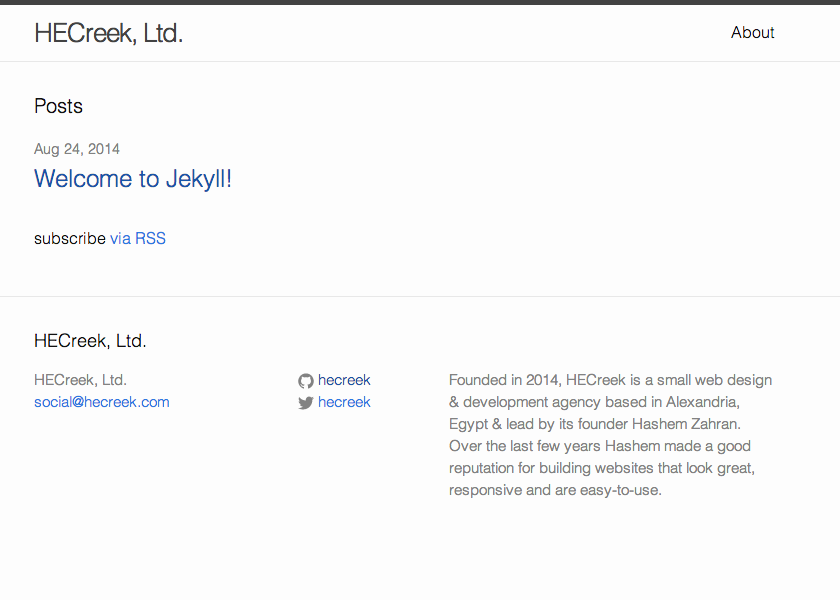 HECreek, Ltd.
About
Posts
Aug 24, 2014
Welcome to Jekyll!
subscribe via RSS
HECreek, Ltd.
HECreek, Ltd.
social@hecreek.com
hecreek
hecreek
Founded in 2014, HECreek is a small web design
& development agency based in Alexandria,
Egypt & lead by its founder Hashem Zahran.
Over the last few years Hashem made a good
reputation for building websites that look great,
responsive and are easy-to-use.